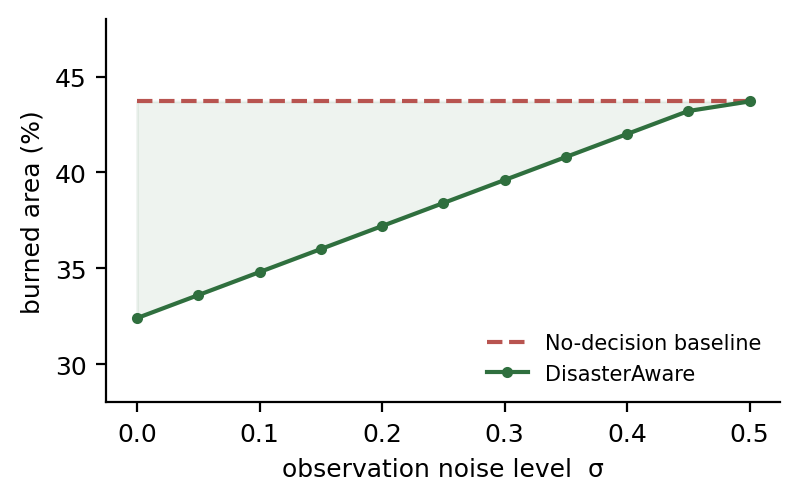 burned area (%)
45
40
35
30
No-decision baseline
DisasterAware
0.0 0.1 0.2 0.3 0.4 0.5
observation noise level σ